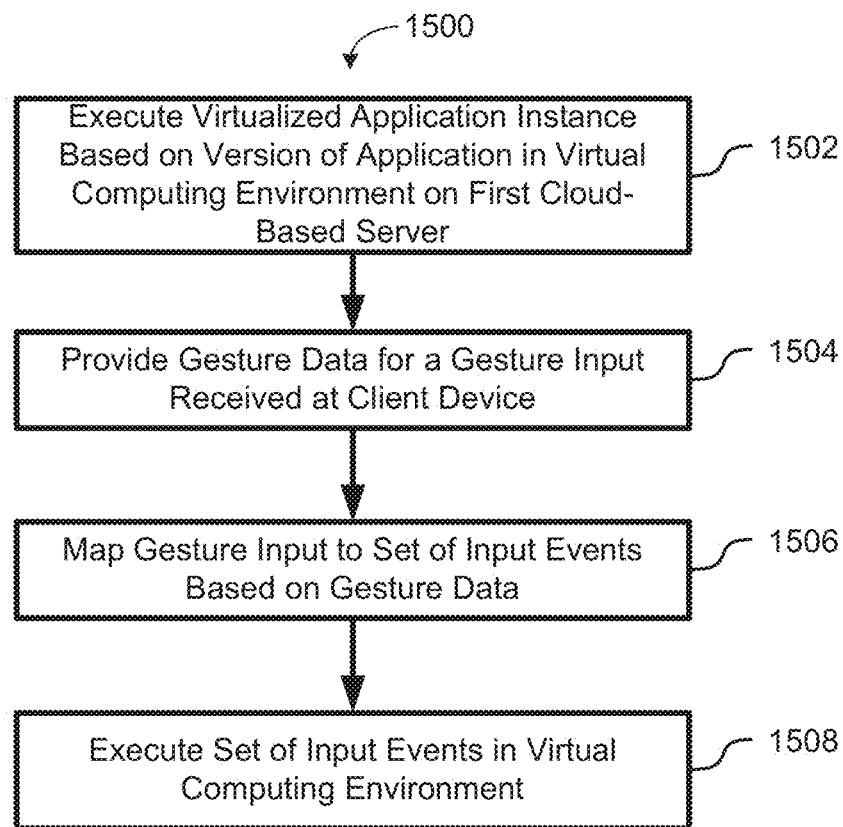 1500
Execute Virtualized Application Instance
Based on Version of Application in Virtual
Computing Environment on First Cloud-
Based Server
1502
Provide Gesture Data for a Gesture Input
Received at Client Device
1504
Map Gesture Input to Set of Input Events
Based on Gesture Data
1506
Execute Set of Input Events in Virtual
Computing Environment
1508